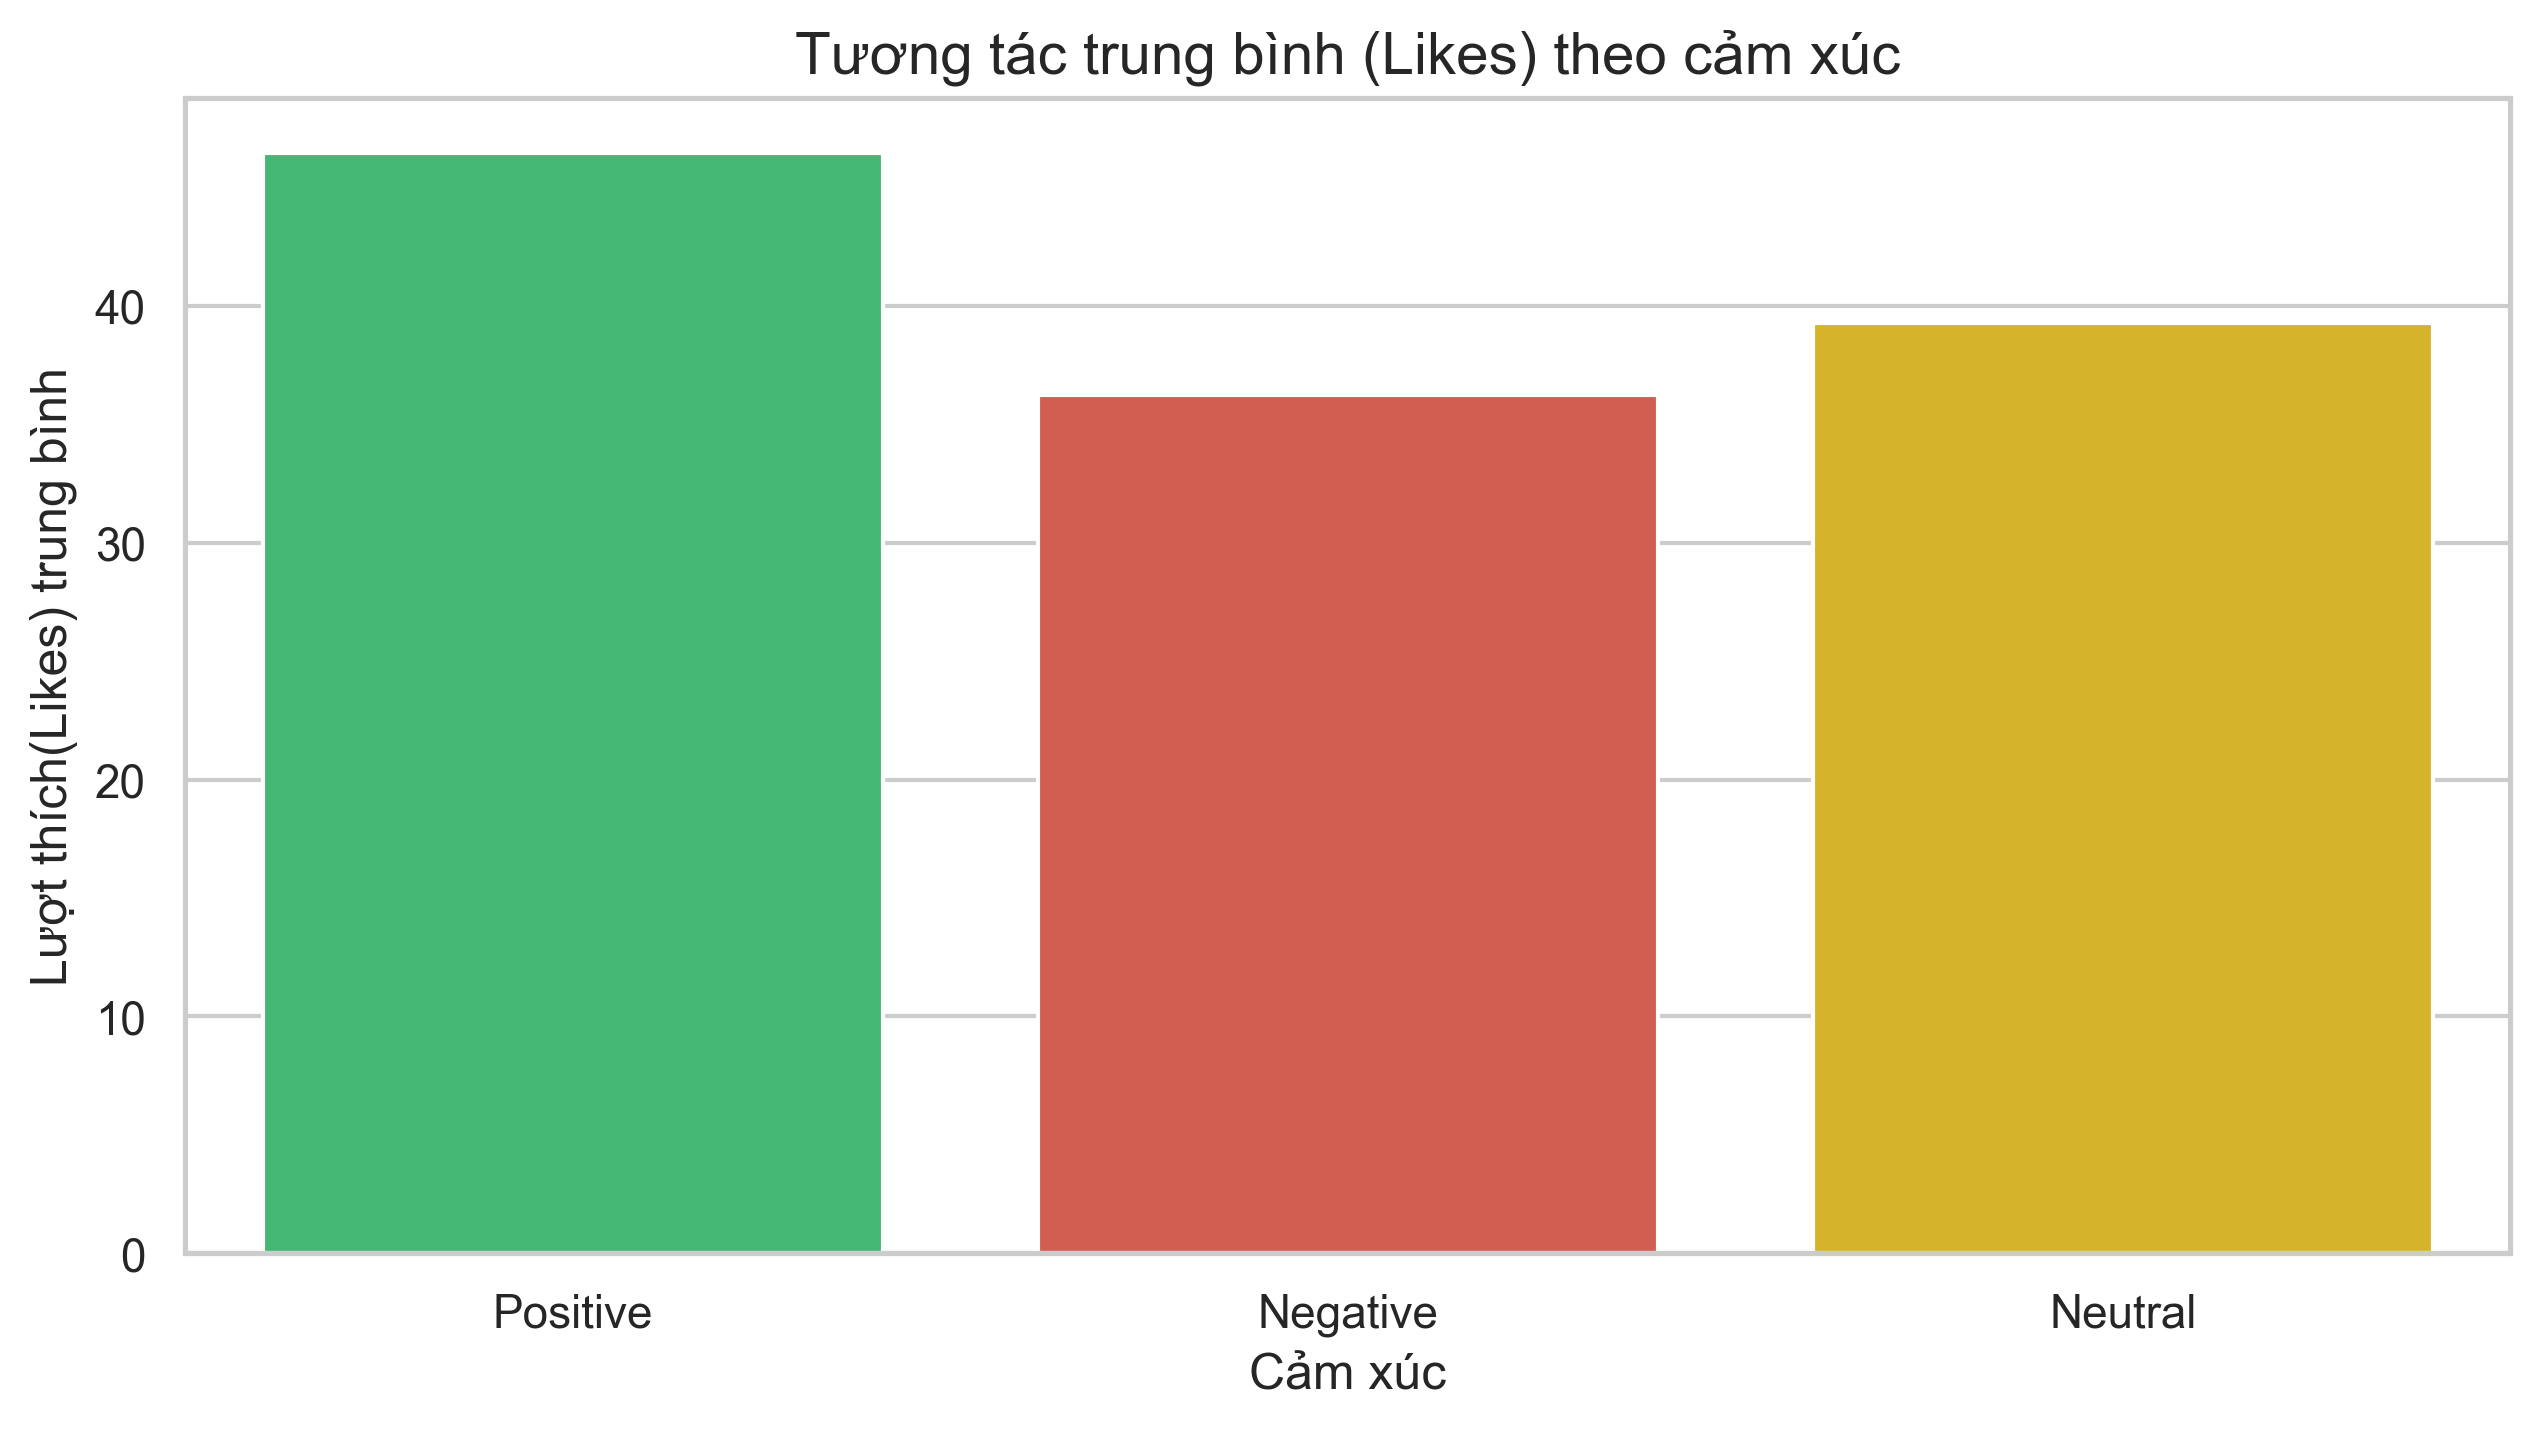 Tương tác trung bình (Likes) theo cảm xúc
Lượt thích(Likes) trung bình
40
30
20
10
0
Positive
Negative
Neutral
Cảm xúc